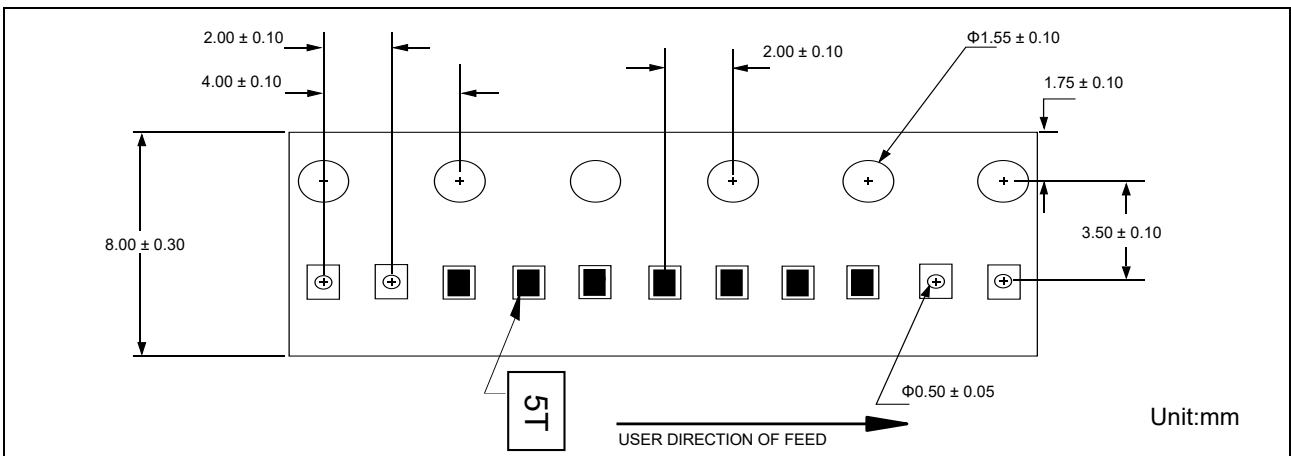 2.00 ± 0.10
2.00 ± 0.10
Φ1.55 ± 0.10
4.00 ± 0.10
1.75 ± 0.10
8.00 ± 0.30
3.50 ± 0.10
Φ0.50 ± 0.05
5T
USER DIRECTION OF FEED
Unit:mm